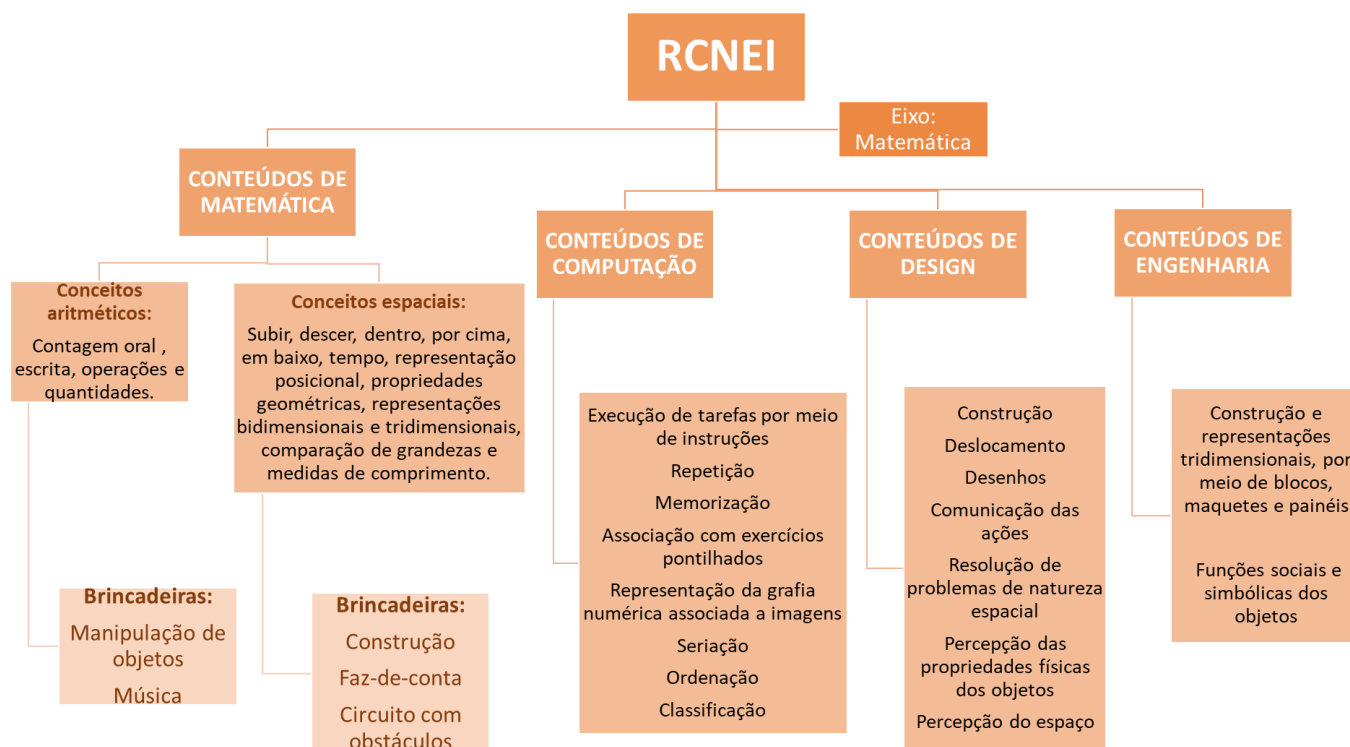 RCNEI
Eixo:
Matemática
CONTEÚDOS DE
MATEMÁTICA
Conceitos
aritméticos:
Contagem oral ,
escrita, operações e
quantidades.
Brincadeiras:
Manipulação de
objetos
Música
Conceitos espaciais:
Subir, descer, dentro, por cima,
em baixo, tempo, representação
posicional, propriedades
geométricas, representações
bidimensionais e tridimensionais,
comparação de grandezas e
medidas de comprimento.
Brincadeiras:
Construção
Faz-de-conta
Circuito com
obstáculos
CONTEÚDOS DE
COMPUTAÇÃO
Execução de tarefas por meio
de instruções
Repetição
Memorização
Associação com exercícios
pontilhados
Representação da grafia
numérica associada a imagens
Seriação
Ordenação
Classificação
CONTEÚDOS DE
DESIGN
Construção
Deslocamento
Desenhos
Comunicação das
ações
Resolução de
problemas de natureza
espacial
Percepção das
propriedades físicas
dos objetos
Percepção do espaço
CONTEÚDOS DE
ENGENHARIA
Construção e
representações
tridimensionais, por
meio de blocos,
maquetes e painéis
Funções sociais e
simbólicas dos
objetos